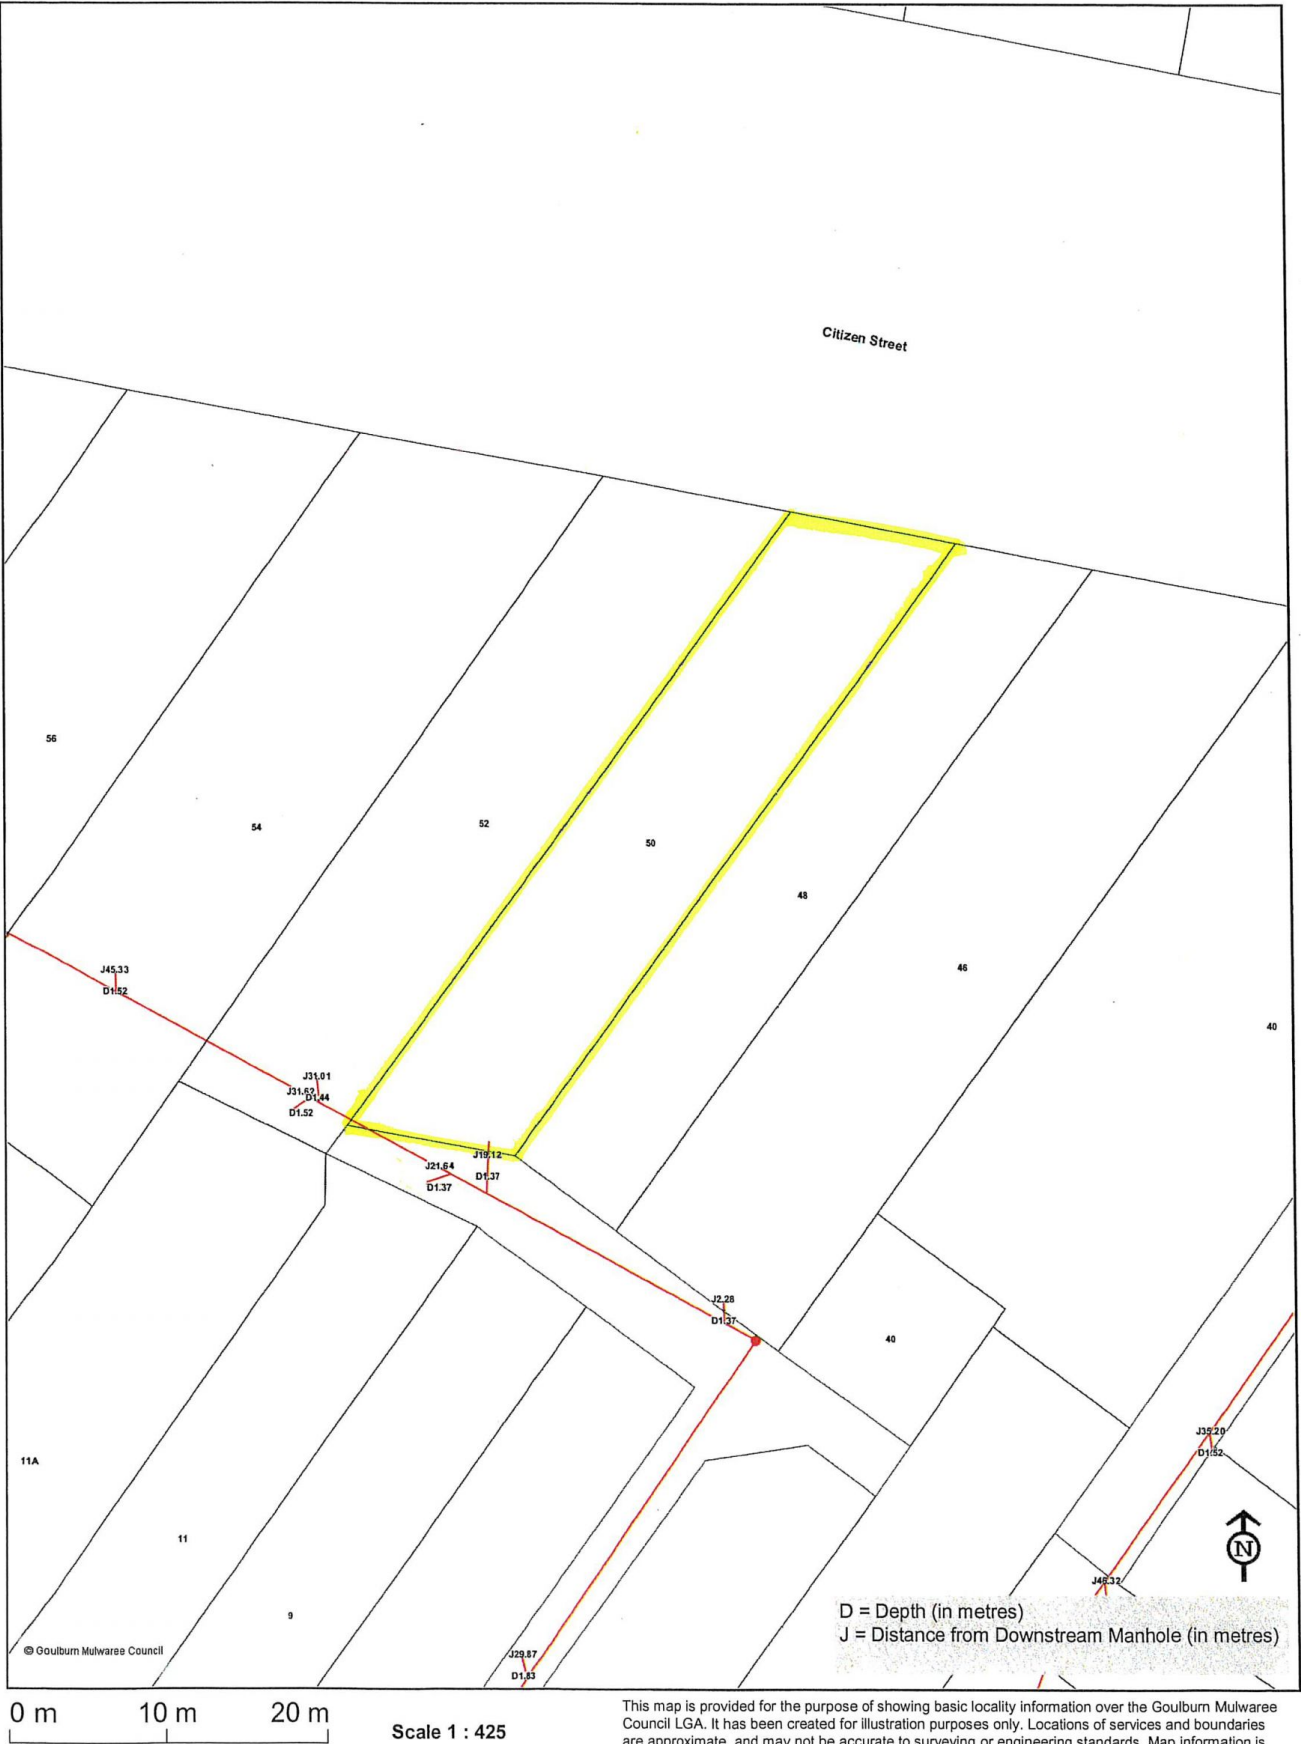 Citizen Street
56
54
52
50
48
46
40
J45.33
D1.52
J31.01
J31.62
D1.44
D1.52
J19.12
J21.64
D1.37
D1.37
J2.28
D1.37
40
J35.20
D1.52
11A
11
9
J46.32
N
D = Depth (in metres)
J = Distance from Downstream Manhole (in metres)
© Goulburn Mulwaree Council
J29.87
D1.83
0 m 10 m 20 m
Scale 1 : 425
This map is provided for the purpose of showing basic locality information over the Goulburn Mulwaree
Council LGA. It has been created for illustration purposes only. Locations of services and boundaries
are approximate, and may not be accurate to surveying or engineering standards. Map information is